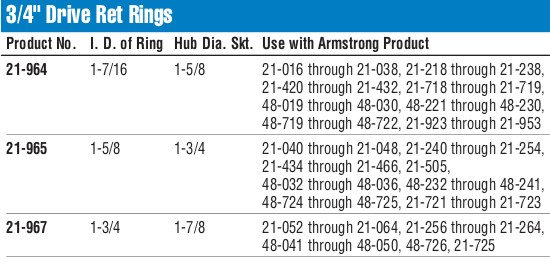 3/4" Drive Ret Rings
Product No. I. D. of Ring Hub Dia. Skt. Use with Armstrong Product
21-964 1-7/16 1-5/8 21-016 through 21-038, 21-218 through 21-238,
21-420 through 21-432, 21-718 through 21-719,
48-019 through 48-030, 48-221 through 48-230,
48-719 through 48-722, 21-923 through 21-953
21-965 1-5/8 1-3/4 21-040 through 21-048, 21-240 through 21-254,
21-434 through 21-466, 21-505,
48-032 through 48-036, 48-232 through 48-241,
48-724 through 48-725, 21-721 through 21-723
21-967 1-3/4 1-7/8 21-052 through 21-064, 21-256 through 21-264,
48-041 through 48-050, 48-726, 21-725